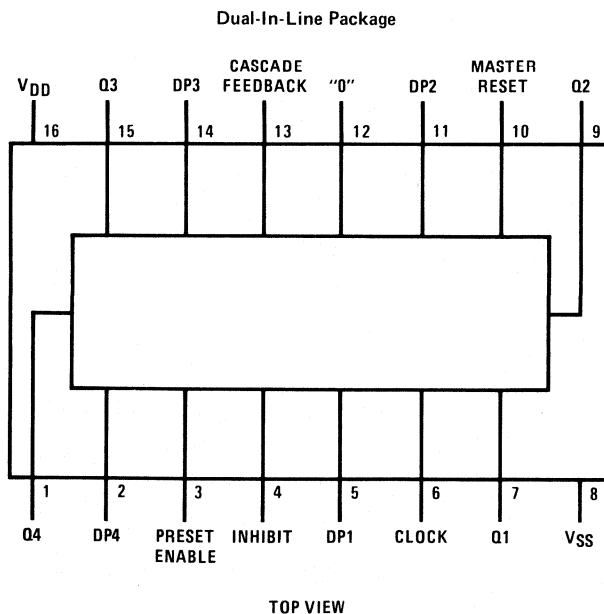 Dual-In-Line Package
VDD Q3 DP3 CASCADE FEEDBACK "0" DP2 MASTER RESET Q2
16 15 14 13 12 11 10 9
1 2 3 4 5 6 7 8
Q4 DP4 PRESET ENABLE INHIBIT DP1 CLOCK Q1 VSS
TOP VIEW